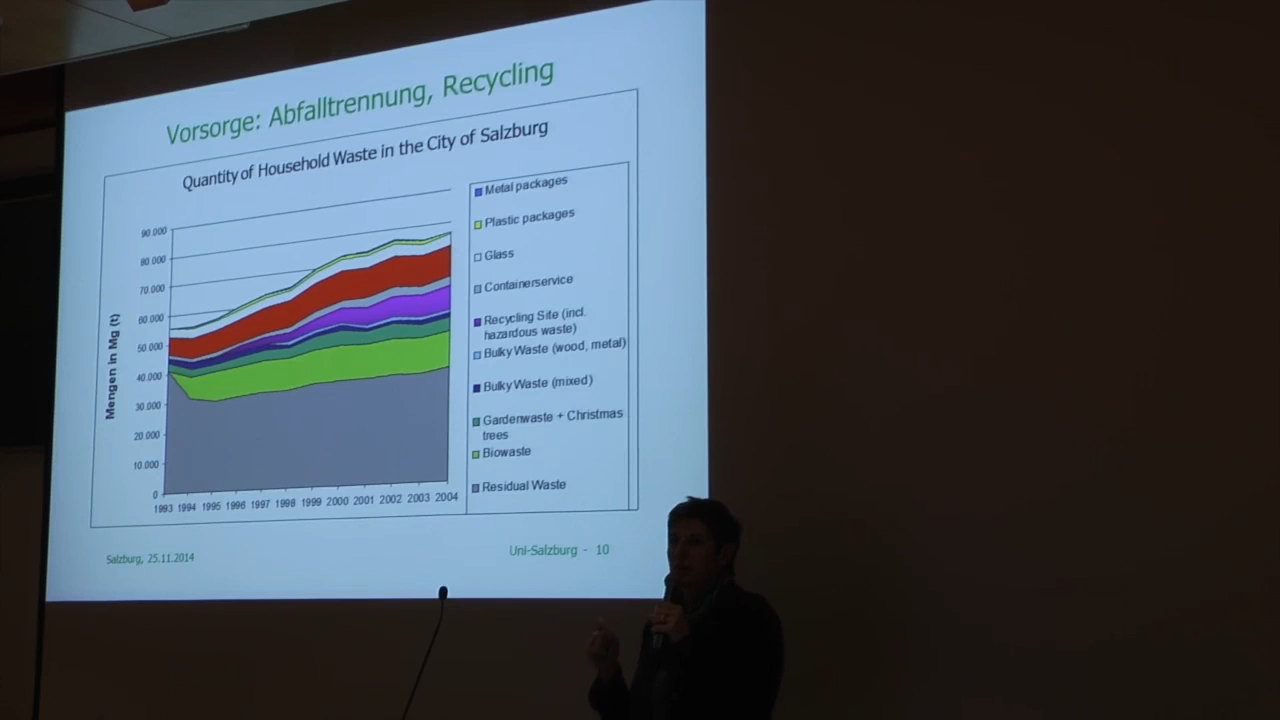 Vorsorge: Abfalltrennung, Recycling
Quantity of Household Waste in the City of Salzburg
Mengen in Mg (t)
90.000
80.000
70.000
60.000
50.000
40.000
30.000
20.000
10.000
0
1993 1994 1995 1996 1997 1998 1999 2000 2001 2002 2003 2004
Metal packages
Plastic packages
Glass
Containerservice
Recycling Site (incl.
hazardous waste)
Bulky Waste (wood, metal)
Bulky Waste (mixed)
Gardenwaste + Christmas
trees
Biowaste
Residual Waste
Salzburg, 25.11.2014
Uni-Salzburg - 10